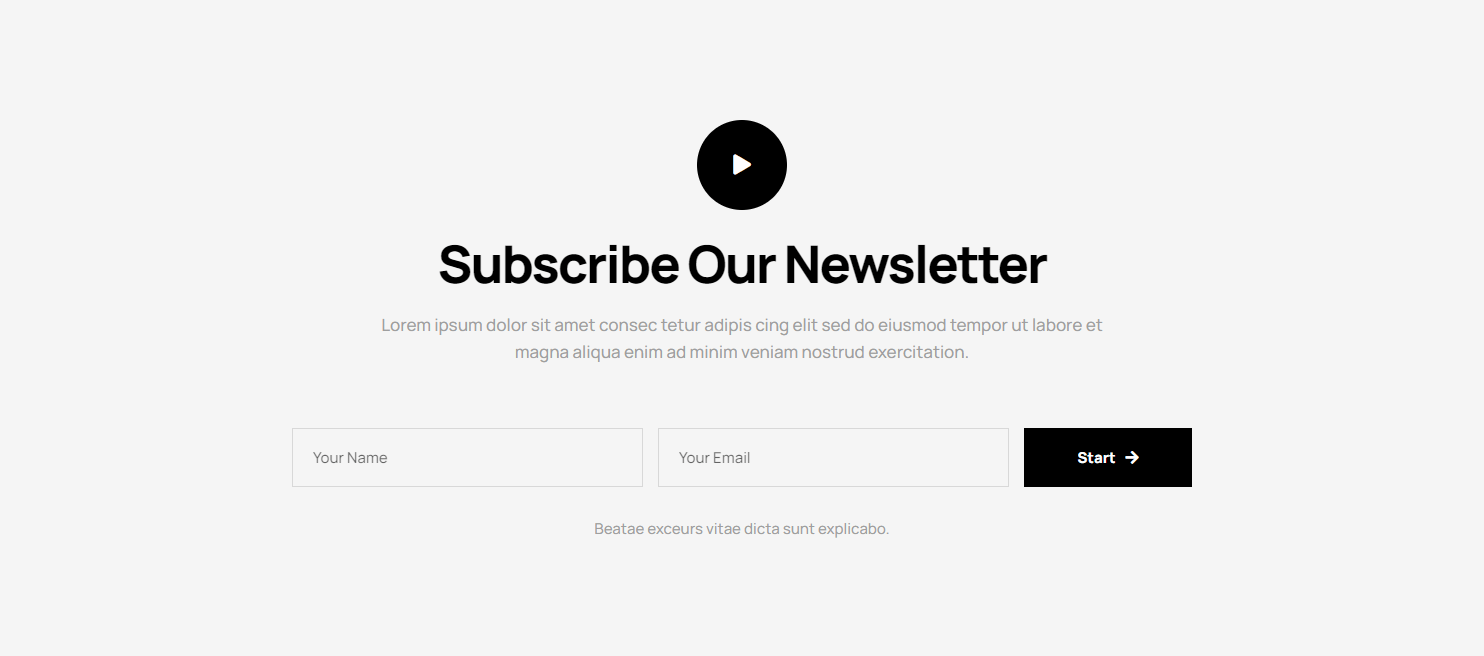 Subscribe Our Newsletter
Lorem ipsum dolor sit amet consec tetur adipis cing elit sed do eiusmod tempor ut labore et
magna aliqua enim ad minim veniam nostrud exercitation.
Your Name
Your Email
Start
Beatae exceurs vitae dicta sunt explicabo.